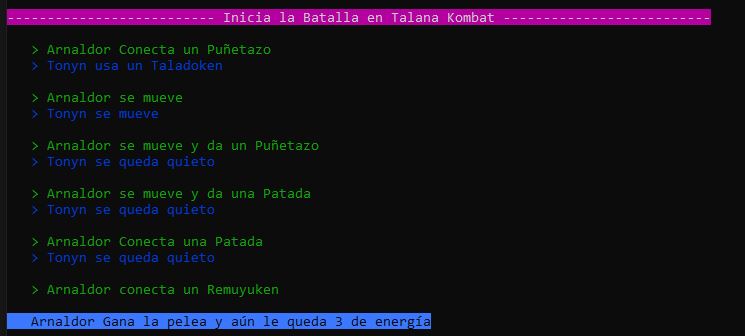 -------------------------- Inicia la Batalla en Talana Kombat --------------------------
> Arnaldor Conecta un Puñetazo
> Tonyn usa un Taladoken
> Arnaldor se mueve
> Tonyn se mueve
> Arnaldor se mueve y da un Puñetazo
> Tonyn se queda quieto
> Arnaldor se mueve y da una Patada
> Tonyn se queda quieto
> Arnaldor Conecta una Patada
> Tonyn se queda quieto
> Arnaldor conecta un Remuyuken
Arnaldor Gana la pelea y aún le queda 3 de energía